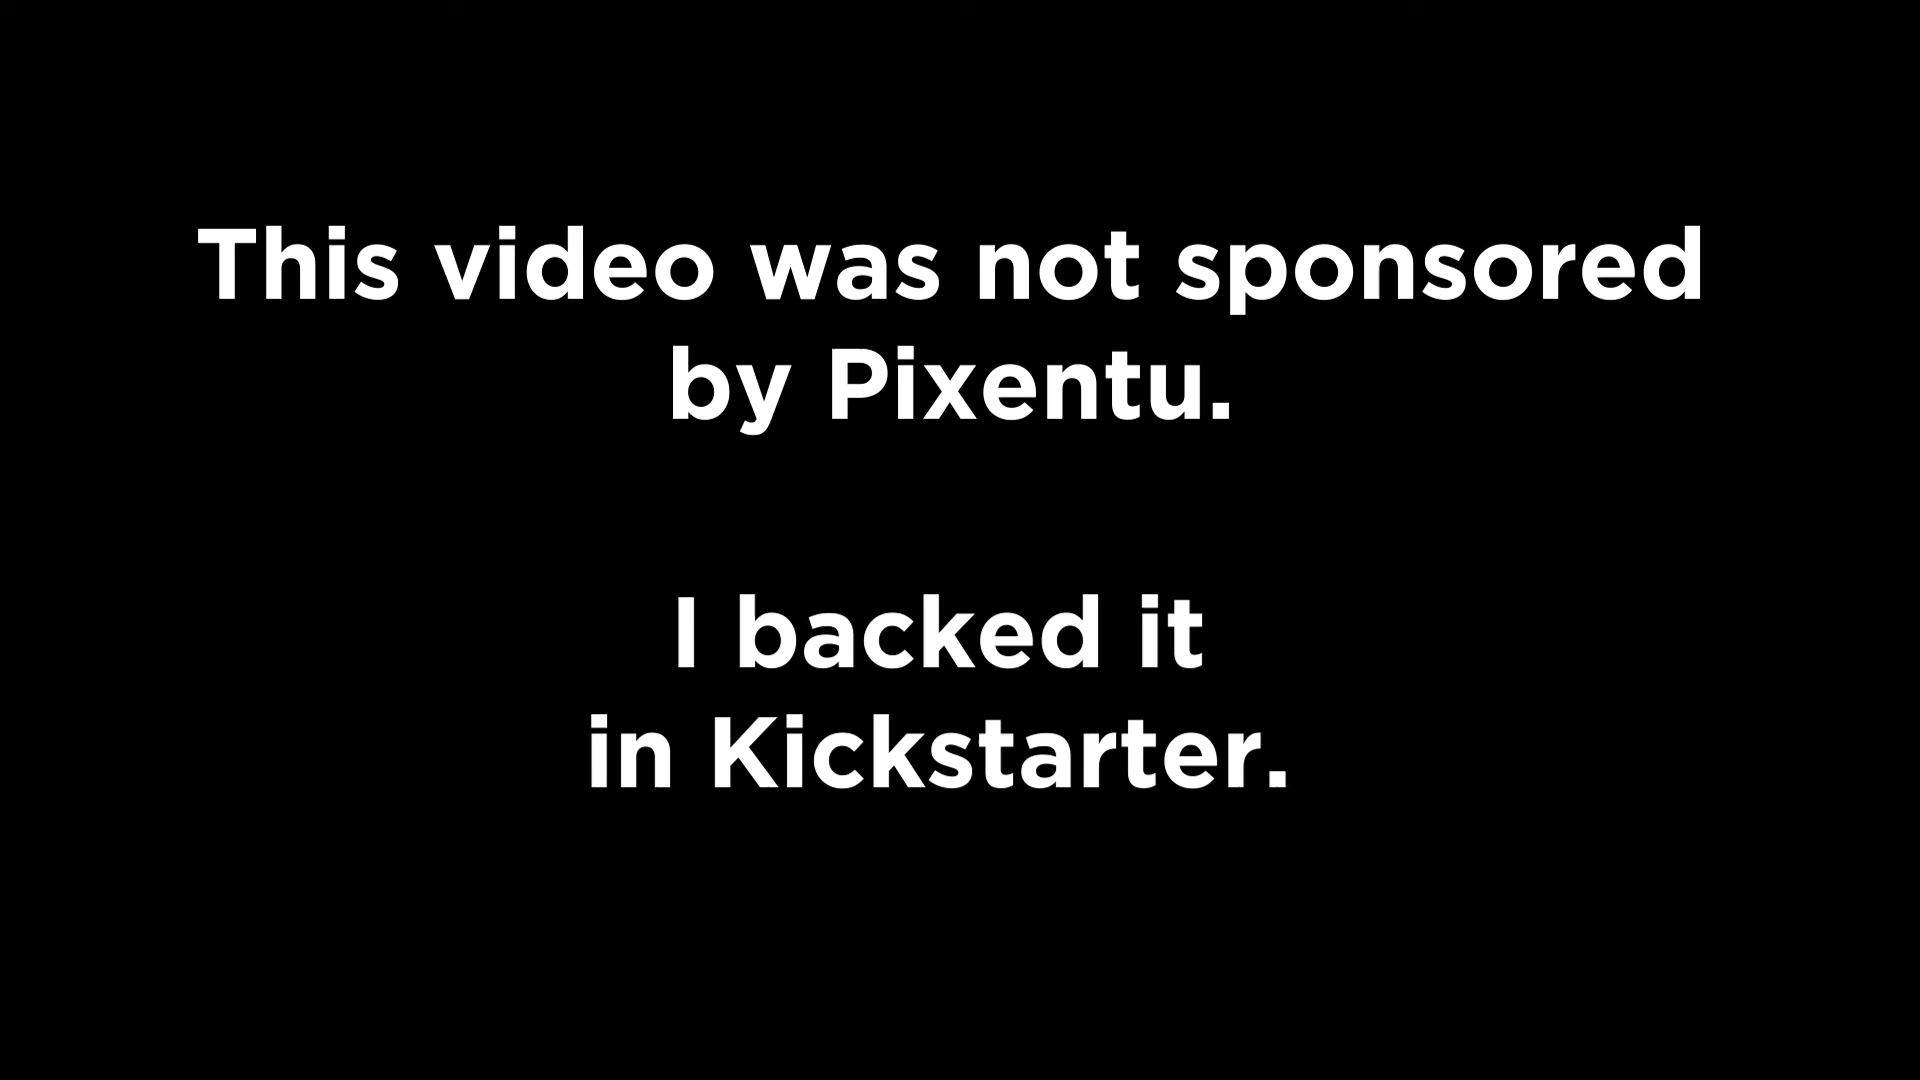 This video was not sponsored
by Pixentu.
I backed it
in Kickstarter.